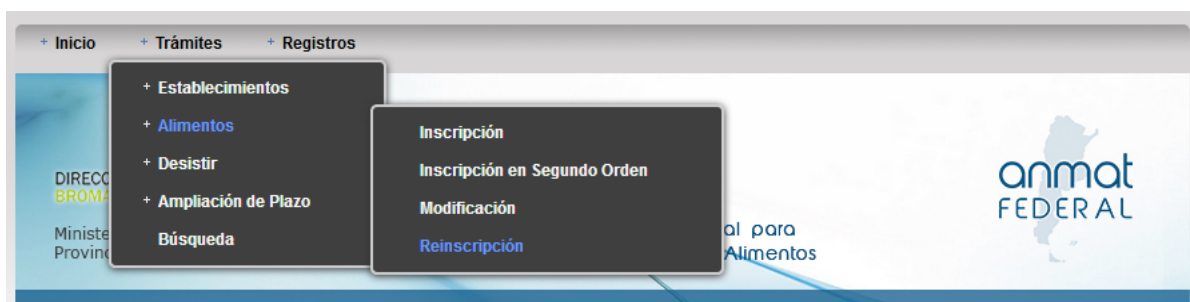 + Inicio + Trámites + Registros
+ Establecimientos
+ Alimentos
+ Desistir
+ Ampliación de Plazo
Búsqueda
Inscripción
Inscripción en Segundo Orden
Modificación
Reinscripción
anmat
FEDERAL
al para
Alimentos